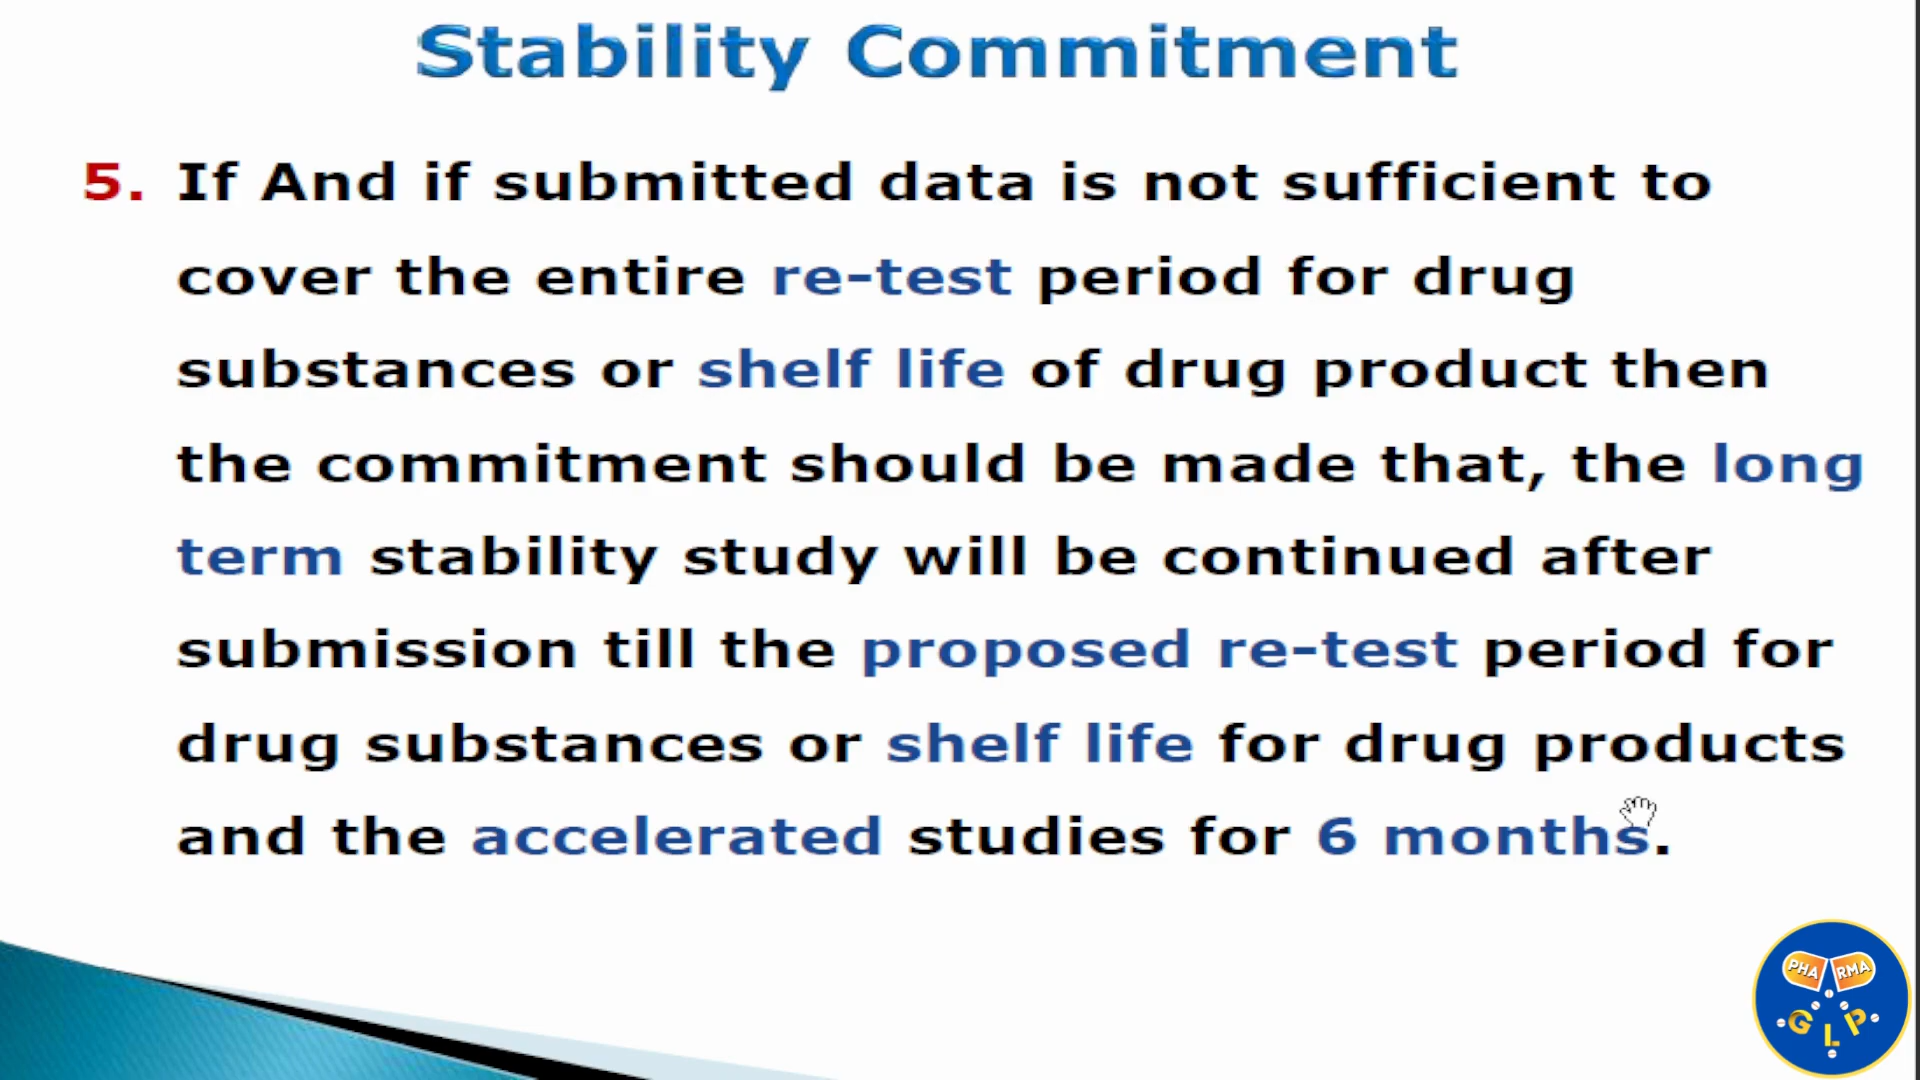 Stability Commitment
5. If And if submitted data is not sufficient to
cover the entire re-test period for drug
substances or shelf life of drug product then
the commitment should be made that, the long
term stability study will be continued after
submission till the proposed re-test period for
drug substances or shelf life for drug products
and the accelerated studies for 6 months.
PHARMA
GLP